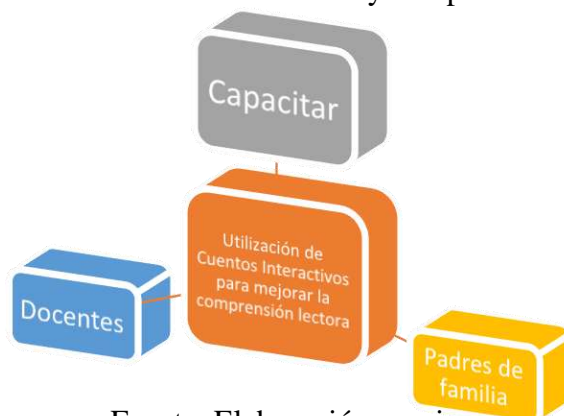 Capacitar
Utilización de
Cuentos Interactivos
para mejorar la
comprensión lectora
Docentes
Padres de
familia